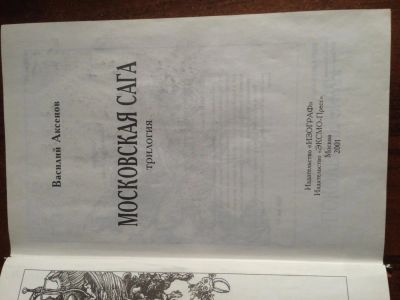 Василий Аксенов
МОСКОВСКАЯ САГА
трилогия
Издательство «ИЗОГРАФ»
Издательство «ЭКСМО-Пресс»
Москва
2001